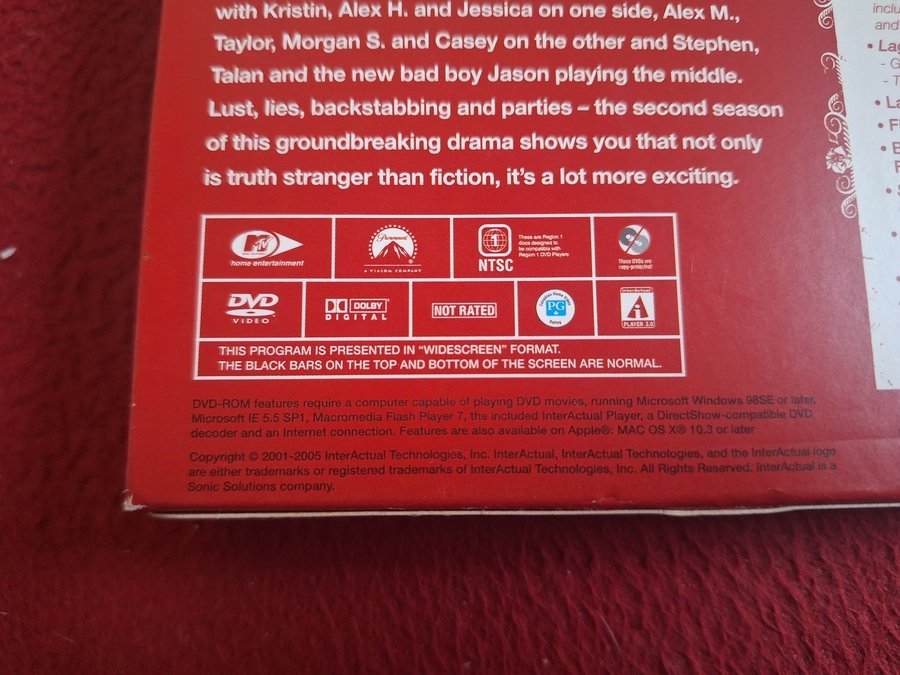 with Kristin, Alex H. and Jessica on one side, Alex M.,
Taylor, Morgan S. and Casey on the other and Stephen,
Talan and the new bad boy Jason playing the middle.
Lust, lies, backstabbing and parties – the second season
of this groundbreaking drama shows you that not only
is truth stranger than fiction, it's a lot more exciting.
MTV
home entertainment
Paramount
A VIACOM COMPANY
1
NTSC
These are Region 1
discs designed to
be compatible with
Region 1 DVD Players
These DVDs are
copy-protected!
DVD
VIDEO
DOLBY
DIGITAL
NOT RATED
Canadian Home Video
PG
Rated
InterActual
PLAYER 2.0
THIS PROGRAM IS PRESENTED IN "WIDESCREEN" FORMAT.
THE BLACK BARS ON THE TOP AND BOTTOM OF THE SCREEN ARE NORMAL.
DVD-ROM features require a computer capable of playing DVD movies, running Microsoft Windows 98SE or later,
Microsoft IE 5.5 SP1, Macromedia Flash Player 7, the included InterActual Player, a DirectShow-compatible DVD
decoder and an Internet connection. Features are also available on Apple®: MAC OS X® 10.3 or later
Copyright © 2001-2005 InterActual Technologies, Inc. InterActual, InterActual Technologies, and the InterActual logo
are either trademarks or registered trademarks of InterActual Technologies, Inc. All Rights Reserved. InterActual is a
Sonic Solutions company.